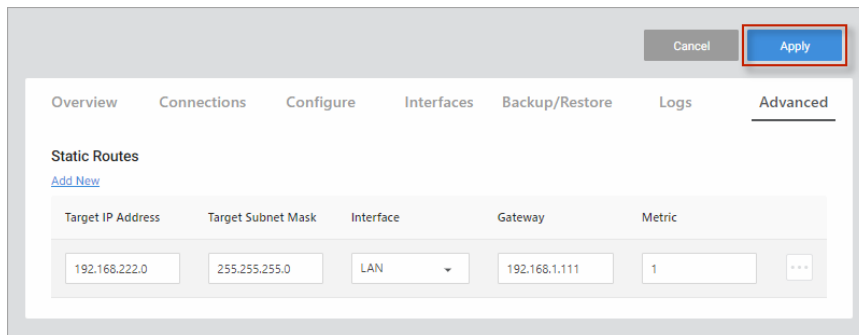 Cancel Apply
Overview Connections Configure Interfaces Backup/Restore Logs Advanced
Static Routes
Add New
Target IP Address Target Subnet Mask Interface Gateway Metric
192.168.222.0 255.255.255.0 LAN 192.168.1.111 1